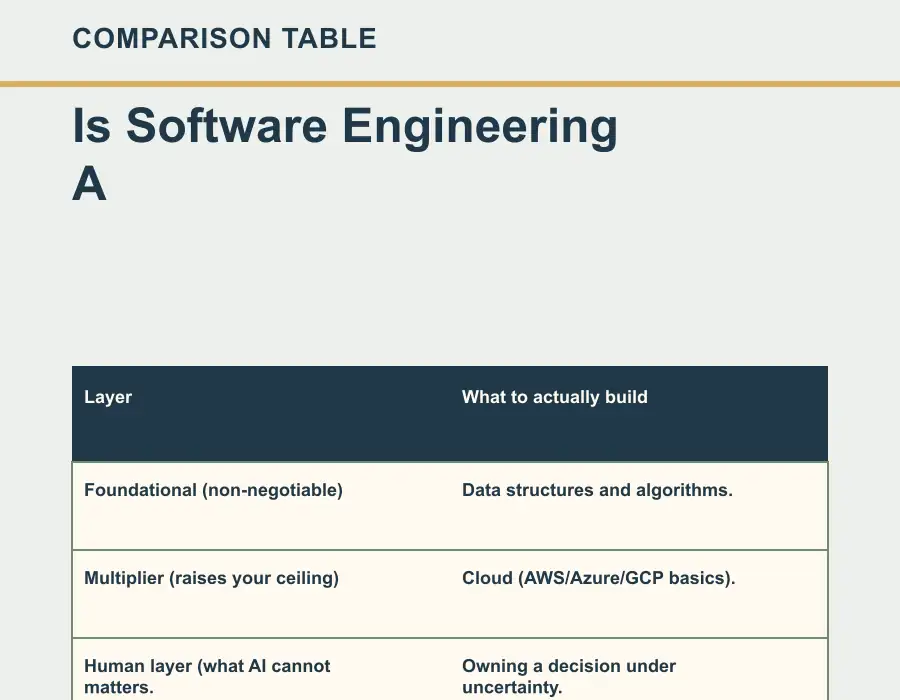 COMPARISON TABLE
Is Software Engineering
A
Layer
What to actually build
Foundational (non-negotiable)
Data structures and algorithms.
Multiplier (raises your ceiling)
Cloud (AWS/Azure/GCP basics).
Human layer (what AI cannot
matters.
Owning a decision under
uncertainty.